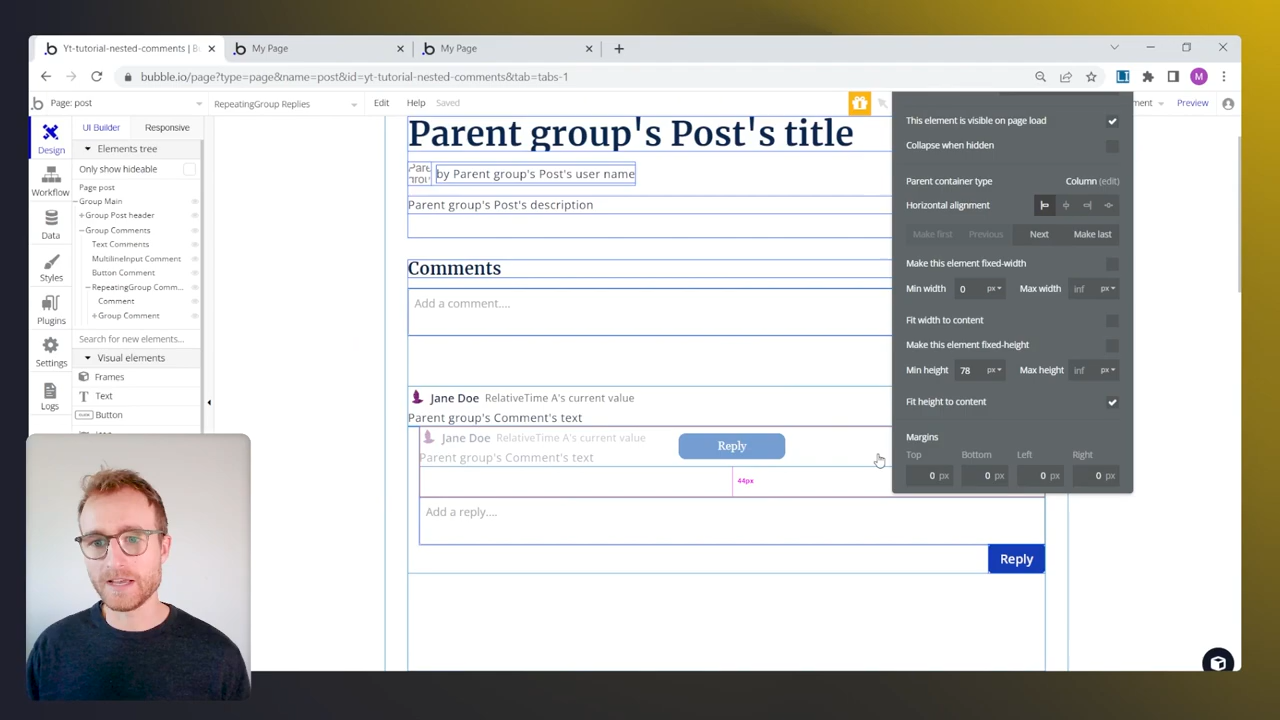 Yt-tutorial-nested-comments | B
My Page
My Page
bubble.io/page?type=page&name=post&id=yt-tutorial-nested-comments&tab=tabs-1
M
Page: post
RepeatingGroup Replies
Edit
Help
Saved
Preview
Design
Workflow
Data
Styles
Plugins
Settings
Logs
UI Builder
Responsive
Elements tree
Only show hideable
Page post
Group Main
Group Post header
Group Comments
Text Comments
MultilineInput Comment
Button Comment
RepeatingGroup Comm...
Comment
Group Comment
Search for new elements...
Visual elements
Frames
Text
Button
Parent group's Post's title
by Parent group's Post's user name
Parent group's Post's description
Comments
Add a comment....
Jane Doe RelativeTime A's current value
Parent group's Comment's text
Jane Doe RelativeTime A's current value
Parent group's Comment's text
Reply
44px
Add a reply....
Reply
This element is visible on page load
Collapse when hidden
Parent container type Column (edit)
Horizontal alignment
Make first Previous Next Make last
Make this element fixed-width
Min width 0 px Max width inf px
Fit width to content
Make this element fixed-height
Min height 78 px Max height inf px
Fit height to content
Margins
Top Bottom Left Right
0 px 0 px 0 px 0 px